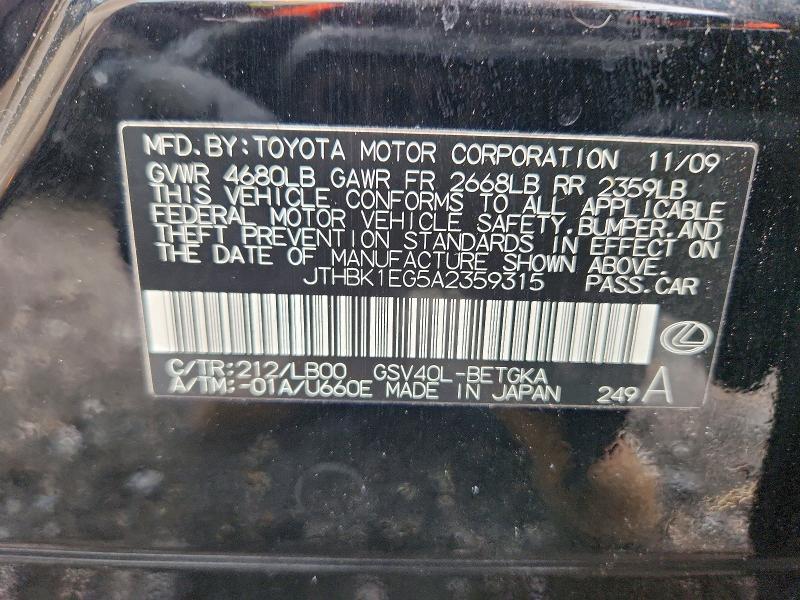 MFD.BY:TOYOTA MOTOR CORPORATION 11/09
GVWR 4680LB GAWR FR 2668LB RR 2359LB
THIS VEHICLE CONFORMS TO ALL APPLICABLE
FEDERAL MOTOR VEHICLE SAFETY,BUMPER,AND
THEFT PREVENTION STANDARDS IN EFFECT ON
THE DATE OF MANUFACTURE SHOWN ABOVE.
JTHBK1EG5A2359315 PASS.CAR
C/TR:212/LB00 GSV40L-BETGKA
A/TM:-01A/U660E MADE IN JAPAN 249 A